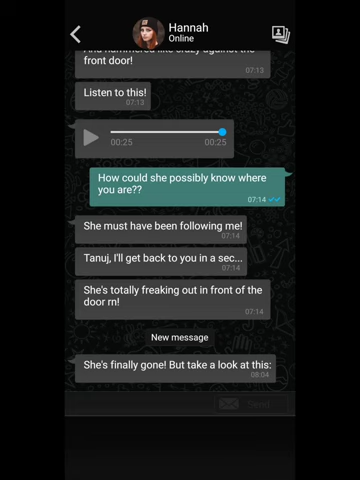 Hannah
Online
And hammered like crazy against the
front door!
07:13
Listen to this!
07:13
00:25
00:25
How could she possibly know where
you are??
07:14
She must have been following me!
07:14
Tanuj, I'll get back to you in a sec...
07:14
She's totally freaking out in front of the
door rn!
07:14
New message
She's finally gone! But take a look at this:
08:04
Send